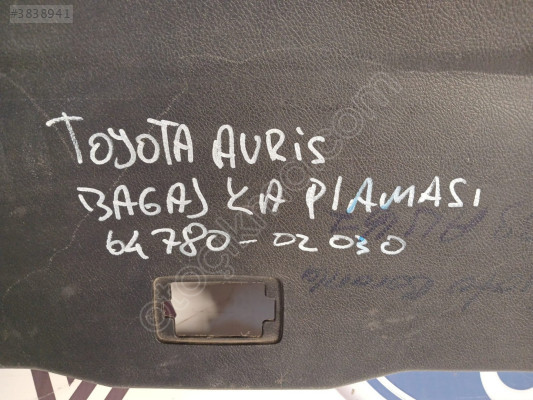 #3838941
TOYOTA AURiS
BAGAJ KAPlAMASI
64780-02030